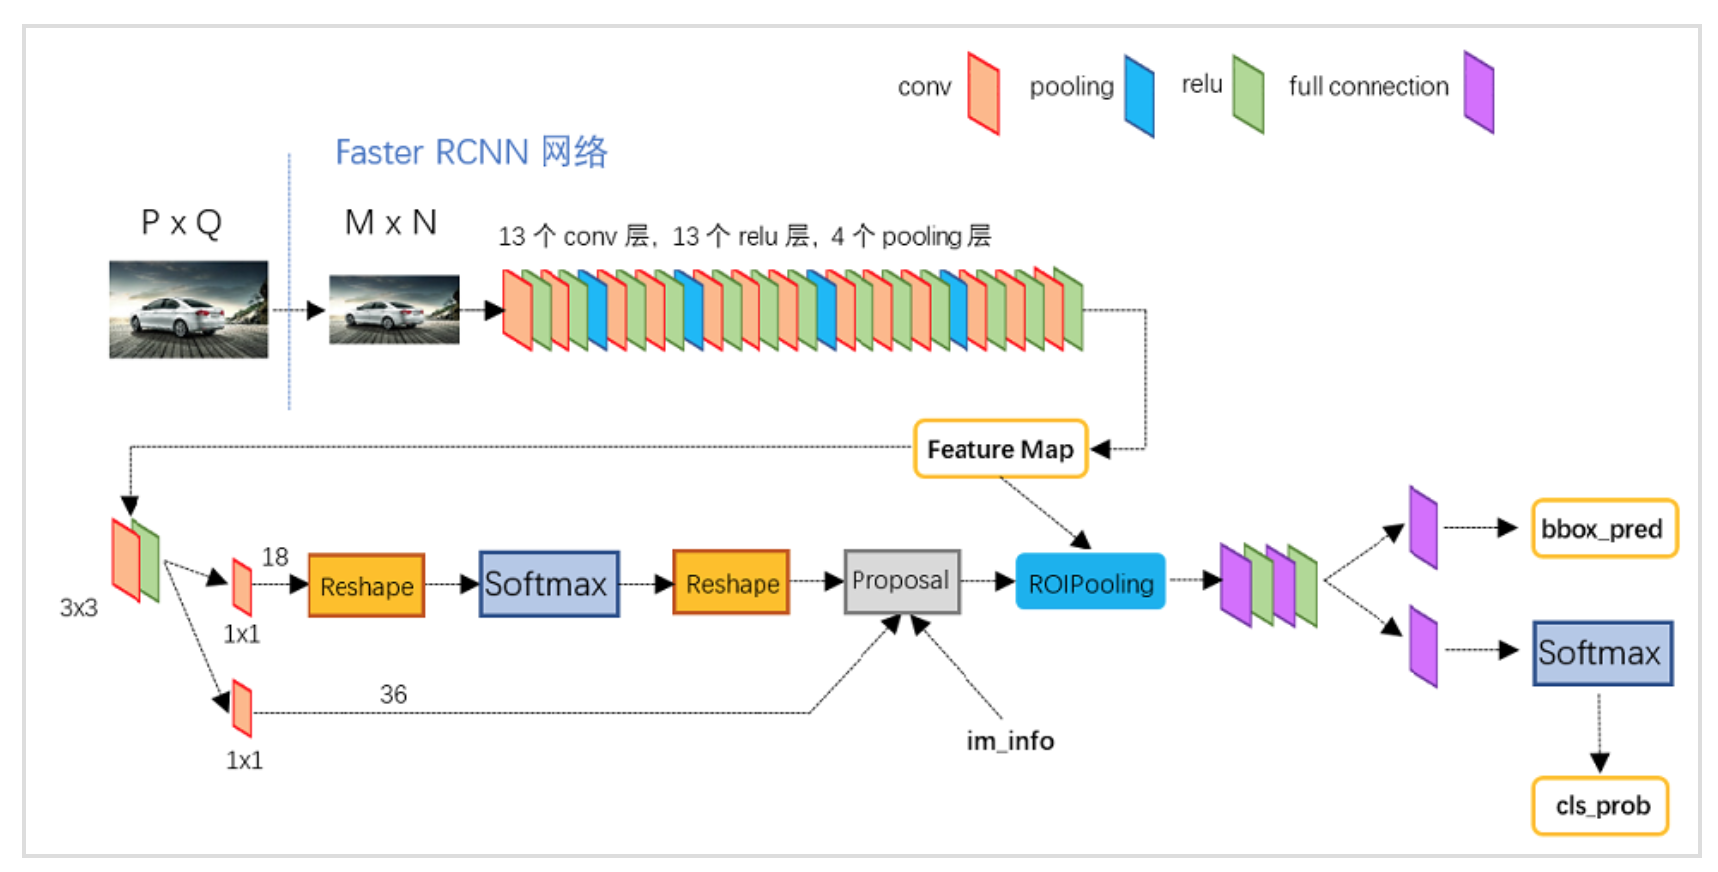 conv
pooling
relu
full connection
Faster RCNN 网络
P x Q
M x N
13 个 conv 层, 13 个 relu 层, 4 个 pooling 层
Feature Map
3x3
18
1x1
Reshape
Softmax
Reshape
Proposal
ROIPooling
bbox_pred
Softmax
36
1x1
im_info
cls_prob